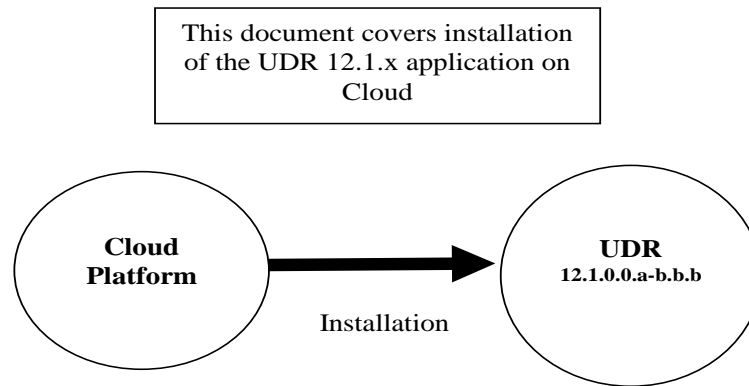 This document covers installation
of the UDR 12.1.x application on
Cloud
Cloud
Platform
UDR
12.1.0.0.a-b.b.b
Installation